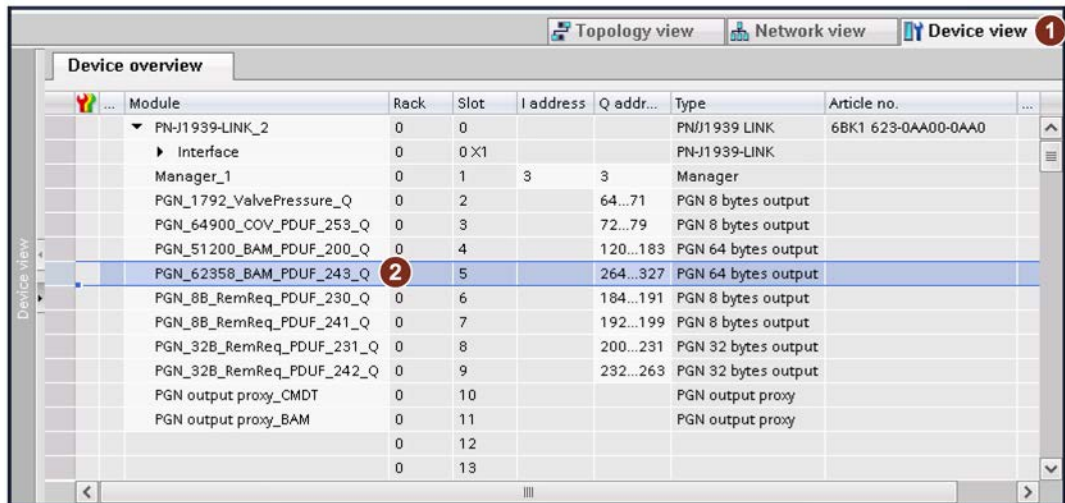 Topology view Network view Device view 1
Device overview
... Module Rack Slot I address Q addr... Type Article no. ...
PN-J1939-LINK_2 0 0 PN/J1939 LINK 6BK1 623-0AA00-0AA0
Interface 0 0 X1 PN-J1939-LINK
Manager_1 0 1 3 3 Manager
PGN_1792_ValvePressure_Q 0 2 64...71 PGN 8 bytes output
PGN_64900_COV_PDUF_253_Q 0 3 72...79 PGN 8 bytes output
PGN_51200_BAM_PDUF_200_Q 0 4 120...183 PGN 64 bytes output
PGN_62358_BAM_PDUF_243_Q 2 5 264...327 PGN 64 bytes output
PGN_8B_RemReq_PDUF_230_Q 0 6 184...191 PGN 8 bytes output
PGN_8B_RemReq_PDUF_241_Q 0 7 192...199 PGN 8 bytes output
PGN_32B_RemReq_PDUF_231_Q 0 8 200...231 PGN 32 bytes output
PGN_32B_RemReq_PDUF_242_Q 0 9 232...263 PGN 32 bytes output
PGN output proxy_CMDT 0 10 PGN output proxy
PGN output proxy_BAM 0 11 PGN output proxy
0 12
0 13
Device view